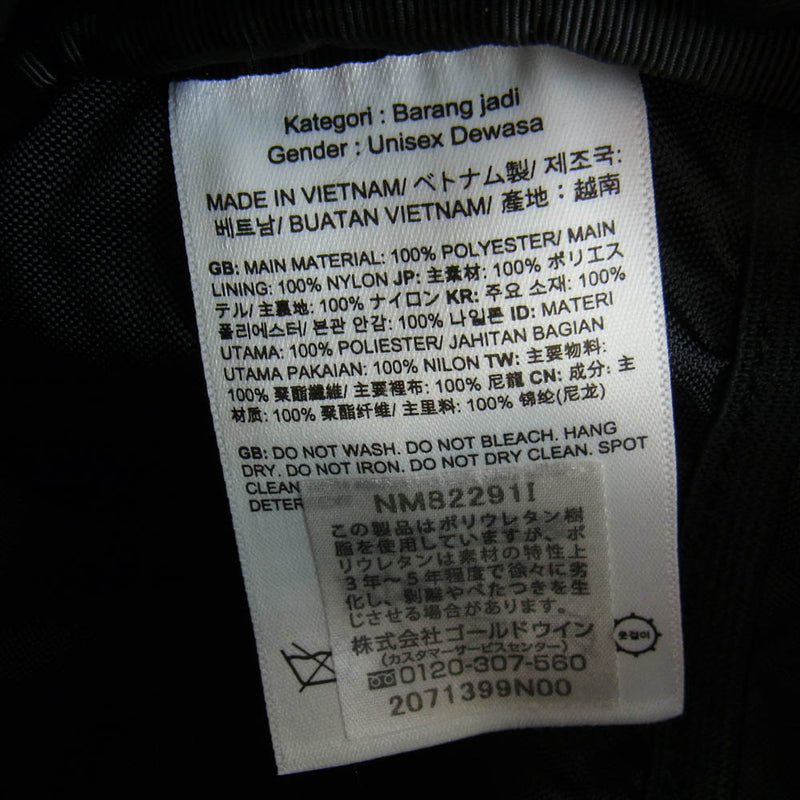 Kategori : Barang jadi
Gender : Unisex Dewasa
MADE IN VIETNAM/ ベトナム製/ 제조국:
베트남/ BUATAN VIETNAM/ 產地 : 越南
GB: MAIN MATERIAL: 100% POLYESTER/ MAIN
LINING: 100% NYLON JP: 主素材: 100% ポリエス
テル/ 主裏地: 100% ナイロン KR: 주요 소재: 100%
폴리에스터/ 본관 안감: 100% 나일론 ID: MATERI
UTAMA: 100% POLIESTER/ JAHITAN BAGIAN
UTAMA PAKAIAN: 100% NILON TW: 主要物料:
100% 聚酯纖維/ 主要裡布: 100% 尼龍 CN: 成分: 主
材质: 100% 聚酯纤维/ 主里料: 100% 锦纶(尼龙)
GB: DO NOT WASH. DO NOT BLEACH. HANG
DRY. DO NOT IRON. DO NOT DRY CLEAN. SPOT
CLEAN
DETER
NM82291I
この製品はポリウレタン樹
脂を使用していますが、ポ
リウレタンは素材の特性上
3年〜5年程度で徐々に劣
化し、剥離やべたつきを生
じさせる場合があります。
株式会社ゴールドウイン
(カスタマーサービスセンター)
0120-307-560
2071399N00
옷걸이